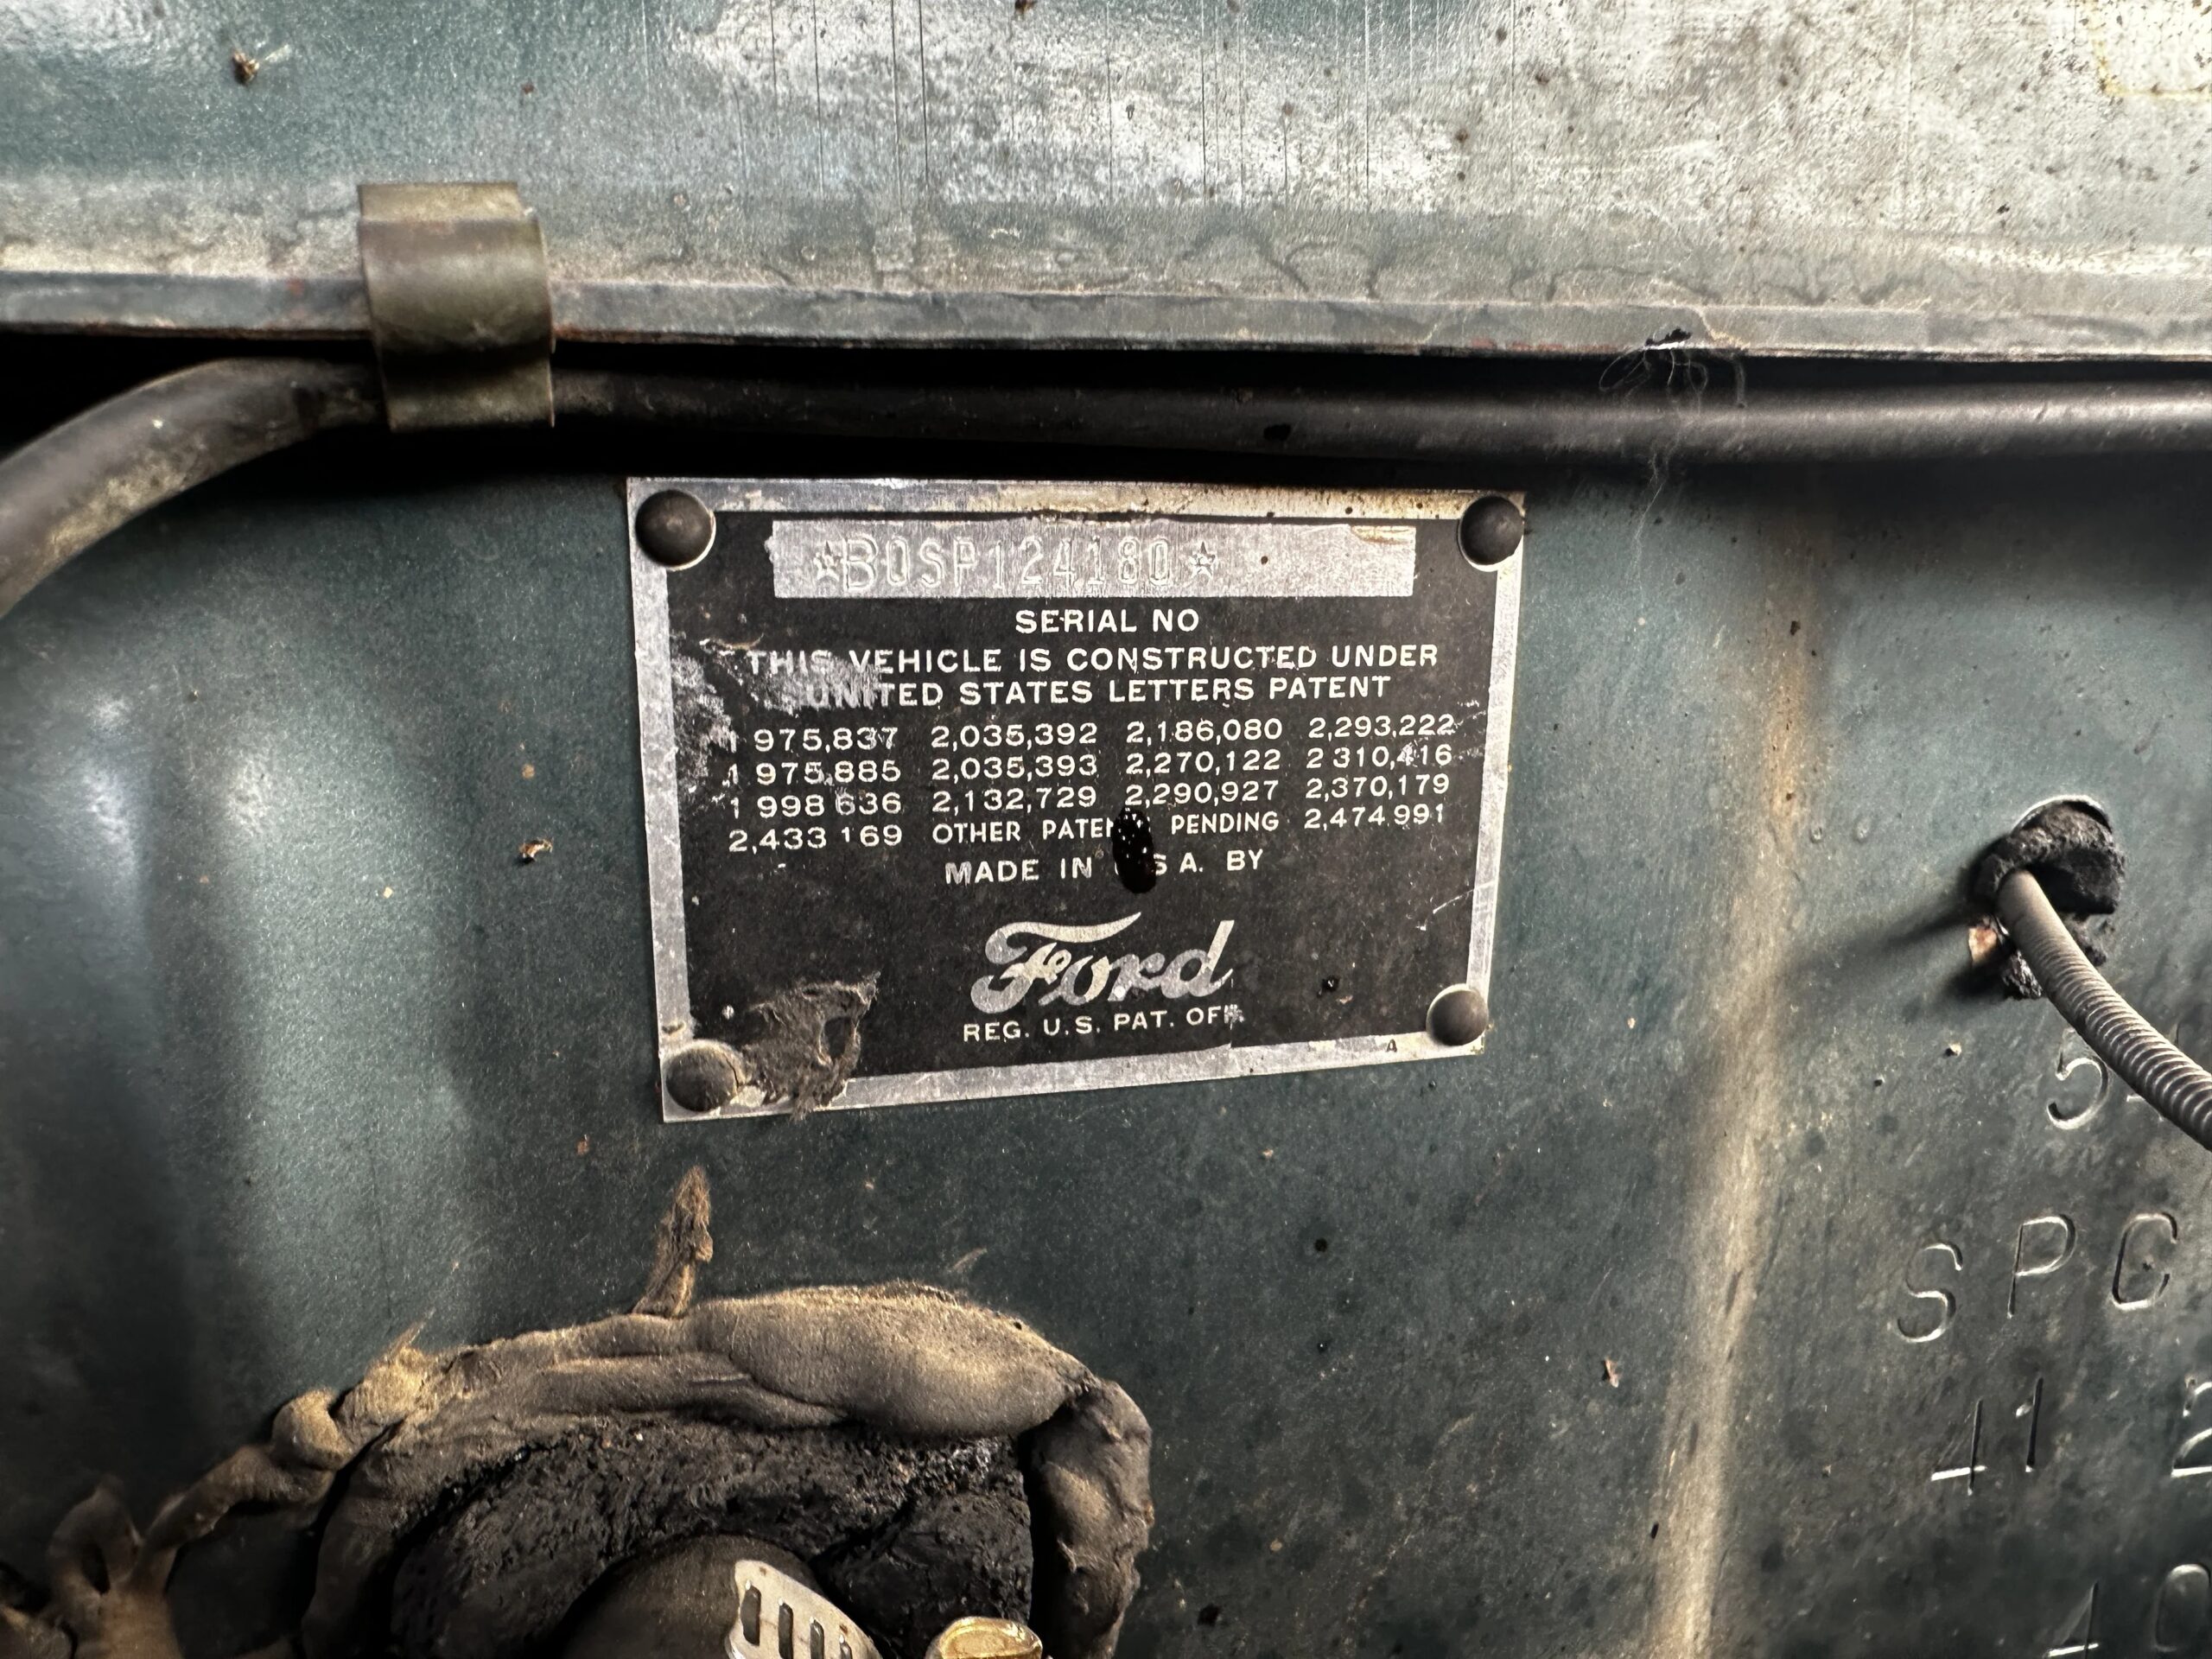 ☆B0SP124180☆
SERIAL NO
THIS VEHICLE IS CONSTRUCTED UNDER
UNITED STATES LETTERS PATENT
1 975,837 2,035,392 2,186,080 2,293,222
1 975,885 2,035,393 2,270,122 2 310,416
1 998 636 2,132,729 2,290,927 2,370,179
2,433 169 OTHER PATENTS PENDING 2,474,991
MADE IN U S A. BY
Ford
REG. U.S. PAT. OFF.
A
5
SPC
41
10